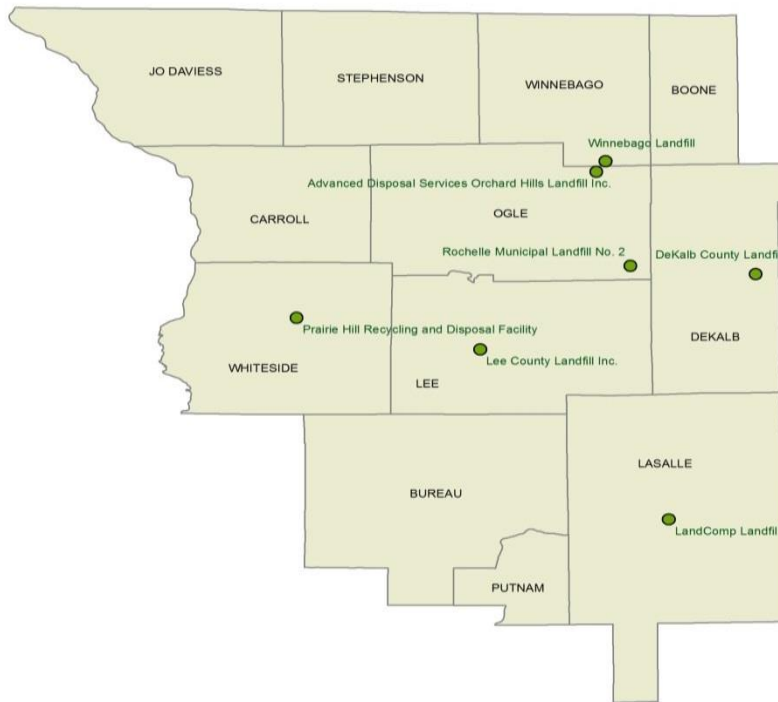 JO DAVIESS
STEPHENSON
WINNEBAGO
BOONE
Winnebago Landfill
Advanced Disposal Services Orchard Hills Landfill Inc.
CARROLL
OGLE
Rochelle Municipal Landfill No. 2
DeKalb County Landfi
Prairie Hill Recycling and Disposal Facility
DEKALB
WHITESIDE
Lee County Landfill Inc.
LEE
LASALLE
BUREAU
LandComp Landfil
PUTNAM